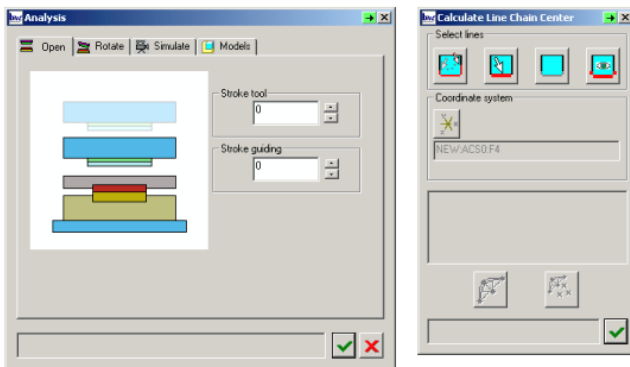 Analysis
Open
Rotate
Simulate
Models
Stroke tool
0
Stroke guiding
0
Calculate Line Chain Center
Select lines
Coordinate system
NEW:ACS0:F4